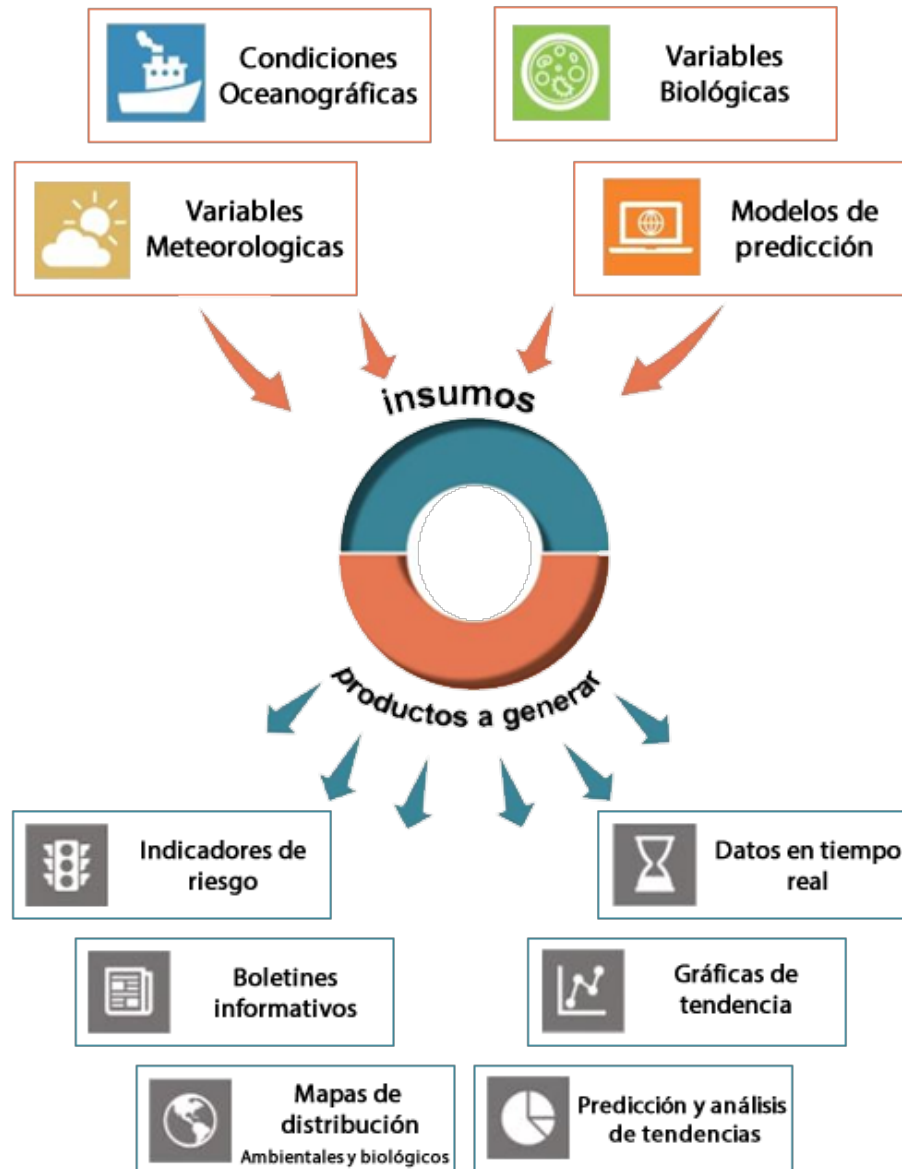 Condiciones
Oceanográficas
Variables
Biológicas
Variables
Meteorologicas
Modelos de
predicción
insumos
productos a generar
Indicadores de
riesgo
Datos en tiempo
real
Boletines
informativos
Gráficas de
tendencia
Mapas de
distribución
Ambientales y biológicos
Predicción y análisis
de tendencias